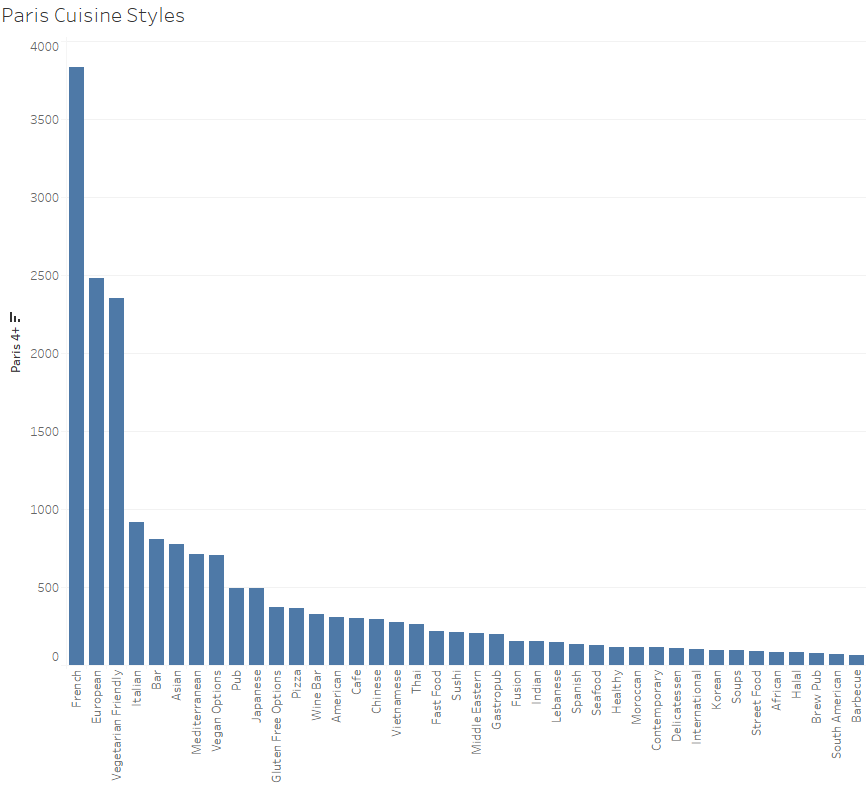 Paris Cuisine Styles
4000
3500
3000
2500
2000
1500
1000
500
0
Paris 4+
French
European
Vegetarian Friendly
Italian
Bar
Asian
Mediterranean
Vegan Options
Pub
Japanese
Gluten Free Options
Pizza
Wine Bar
American
Cafe
Chinese
Vietnamese
Thai
Fast Food
Sushi
Middle Eastern
Gastropub
Fusion
Indian
Lebanese
Spanish
Seafood
Healthy
Moroccan
Contemporary
Delicatessen
International
Korean
Soups
Street Food
African
Halal
Brew Pub
South American
Barbecue